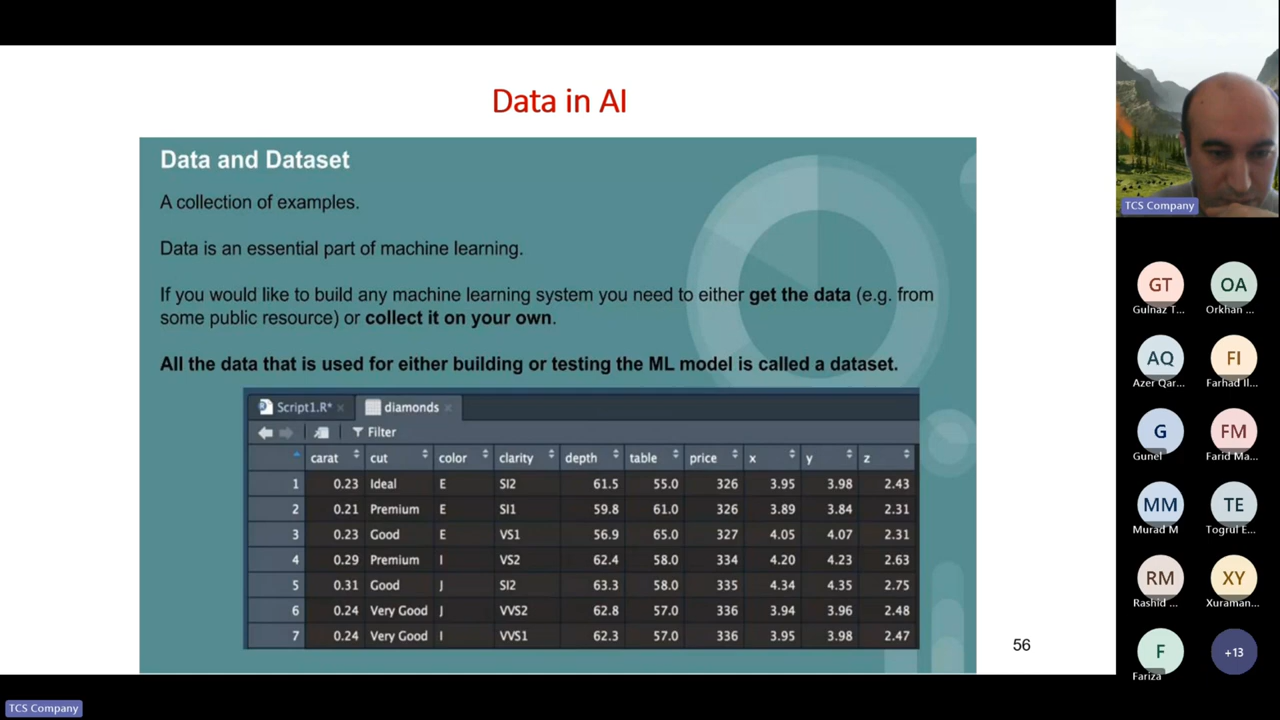 Data in AI
Data and Dataset
A collection of examples.
Data is an essential part of machine learning.
If you would like to build any machine learning system you need to either get the data (e.g. from
some public resource) or collect it on your own.
All the data that is used for either building or testing the ML model is called a dataset.
Script1.R* × diamonds ×
Filter
carat cut color clarity depth table price x y z
1 0.23 Ideal E SI2 61.5 55.0 326 3.95 3.98 2.43
2 0.21 Premium E SI1 59.8 61.0 326 3.89 3.84 2.31
3 0.23 Good E VS1 56.9 65.0 327 4.05 4.07 2.31
4 0.29 Premium I VS2 62.4 58.0 334 4.20 4.23 2.63
5 0.31 Good J SI2 63.3 58.0 335 4.34 4.35 2.75
6 0.24 Very Good J VVS2 62.8 57.0 336 3.94 3.96 2.48
7 0.24 Very Good I VVS1 62.3 57.0 336 3.95 3.98 2.47
56
TCS Company
TCS Company
GT OA
Gulnaz T... Orkhan ...
AQ FI
Azer Qar... Farhad Il...
G FM
Gunel Farid Ma...
MM TE
Murad M Togrul E...
RM XY
Rashid ... Xuraman...
F +13
Fariza